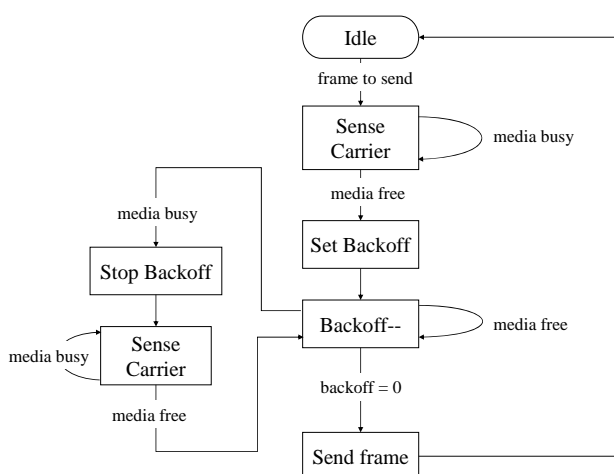 Idle
frame to send
Sense
Carrier
media busy
media free
media busy
Set Backoff
Stop Backoff
Backoff--
media free
media busy
Sense
Carrier
backoff = 0
media free
Send frame